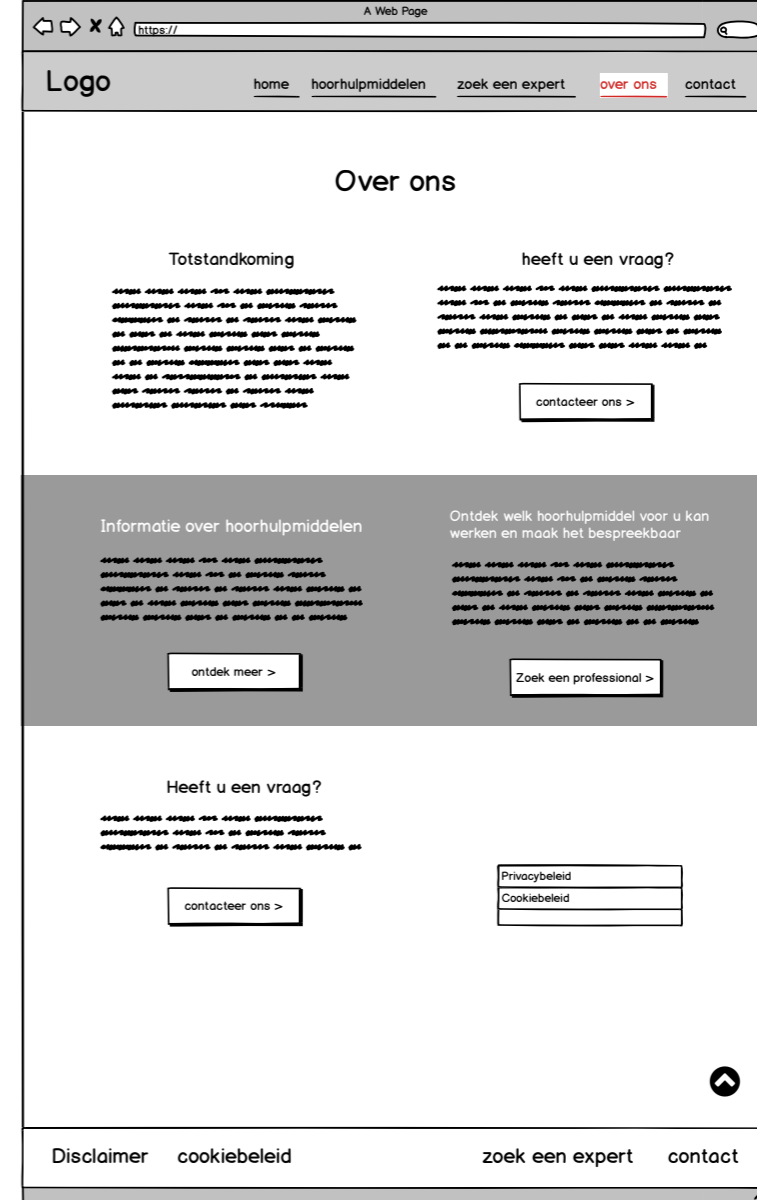 A Web Page
https://
Logo
home hoorhulpmiddelen zoek een expert over ons contact
Over ons
Totstandkoming
heeft u een vraag?
contacteer ons >
Informatie over hoorhulpmiddelen
Ontdek welk hoorhulpmiddel voor u kan
werken en maak het bespreekbaar
ontdek meer >
Zoek een professional >
Heeft u een vraag?
contacteer ons >
Privacybeleid
Cookiebeleid
Disclaimer cookiebeleid zoek een expert contact